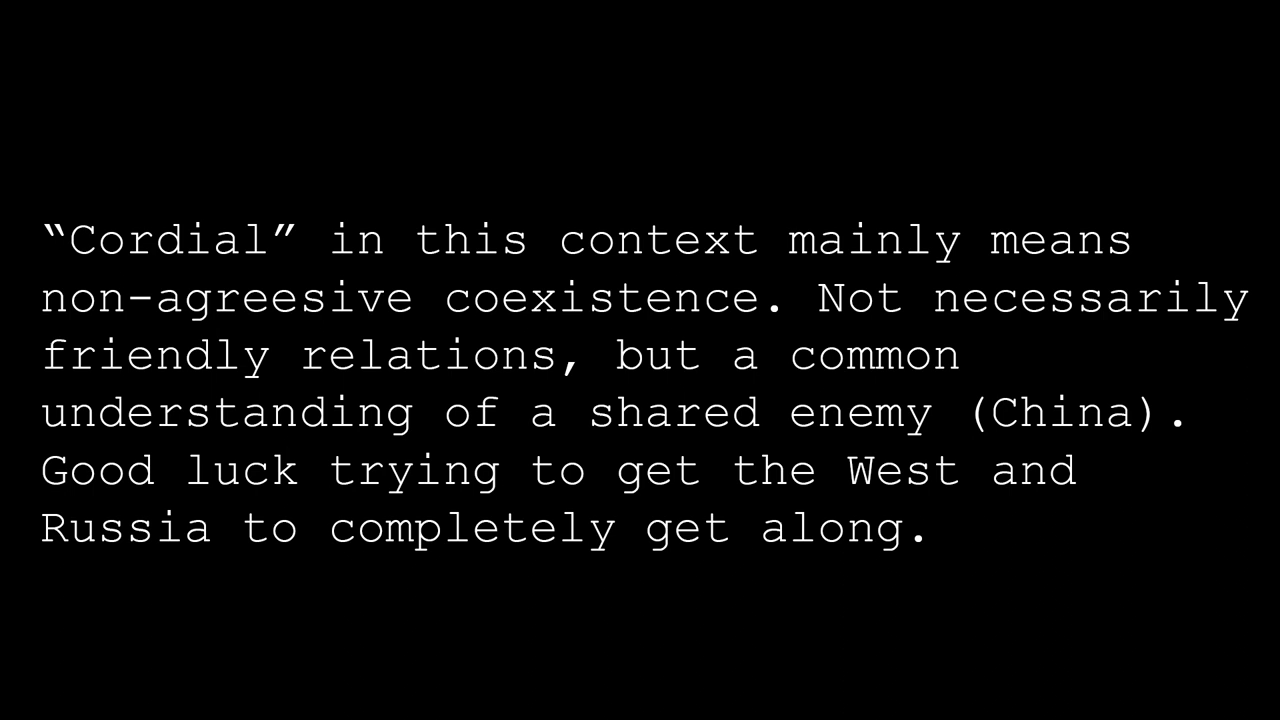 “Cordial” in this context mainly means
non-agreesive coexistence. Not necessarily
friendly relations, but a common
understanding of a shared enemy (China).
Good luck trying to get the West and
Russia to completely get along.